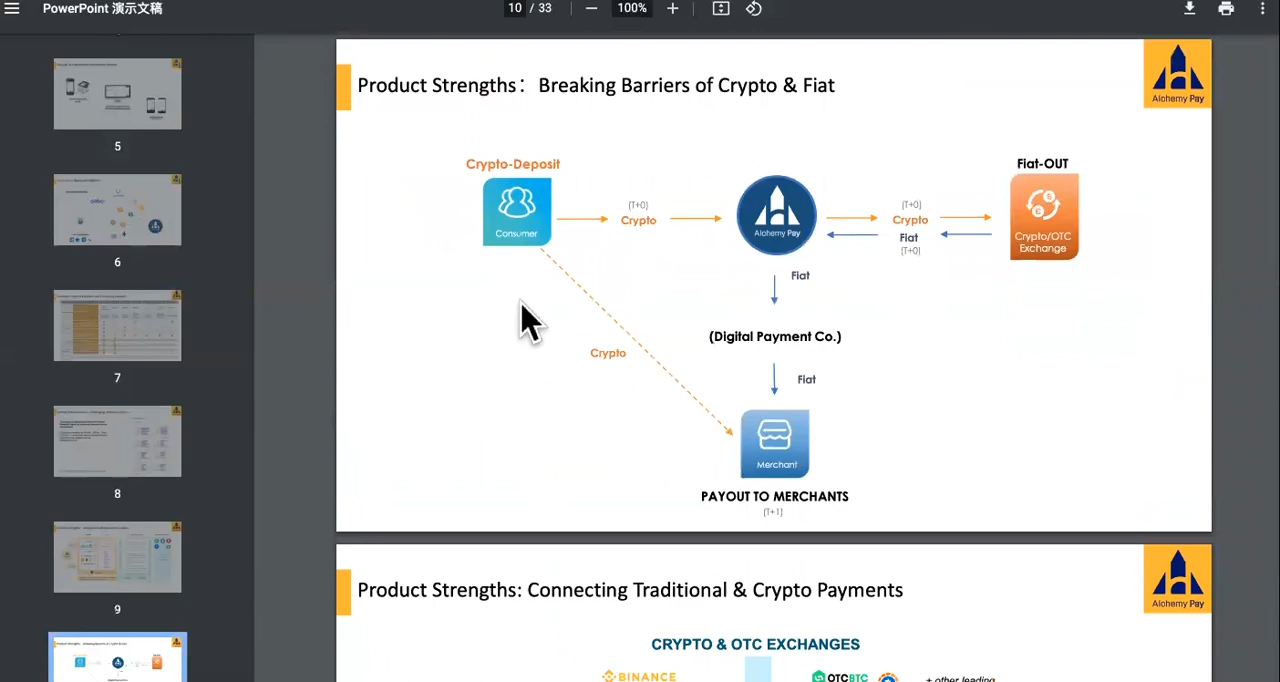 PowerPoint 演示文稿
10 / 33
100%
5
6
7
8
9
Product Strengths: Breaking Barriers of Crypto & Fiat
Alchemy Pay
Crypto-Deposit
Fiat-OUT
Consumer
(T+0)
Crypto
Alchemy Pay
(T+0)
Crypto
Fiat
(T+0)
Crypto/OTC
Exchange
Fiat
(Digital Payment Co.)
Crypto
Fiat
Merchant
PAYOUT TO MERCHANTS
(T+1)
Product Strengths: Connecting Traditional & Crypto Payments
Alchemy Pay
CRYPTO & OTC EXCHANGES
BINANCE
OTCBTC
+ other leading